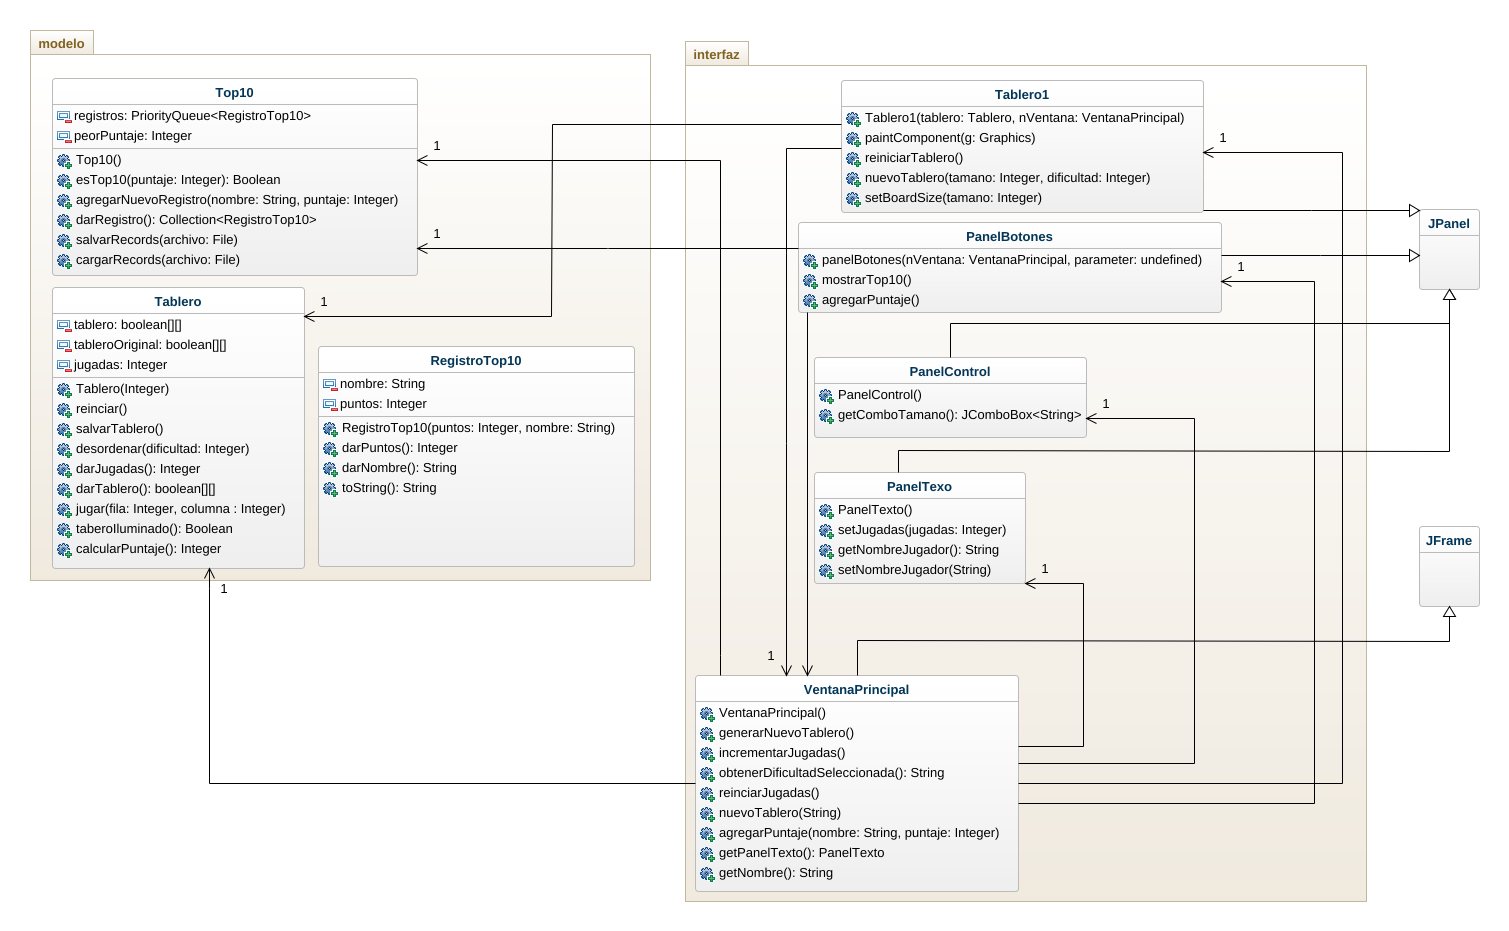 modelo
Top10
registros: PriorityQueue<RegistroTop10>
peorPuntaje: Integer
Top10()
esTop10(puntaje: Integer): Boolean
agregarNuevoRegistro(nombre: String, puntaje: Integer)
darRegistro(): Collection<RegistroTop10>
salvarRecords(archivo: File)
cargarRecords(archivo: File)
1
1
Tablero
tablero: boolean[][]
tableroOriginal: boolean[][]
jugadas: Integer
Tablero(Integer)
reinciar()
salvarTablero()
desordenar(dificultad: Integer)
darJugadas(): Integer
darTablero(): boolean[][]
jugar(fila: Integer, columna : Integer)
taberoIluminado(): Boolean
calcularPuntaje(): Integer
1
1
RegistroTop10
nombre: String
puntos: Integer
RegistroTop10(puntos: Integer, nombre: String)
darPuntos(): Integer
darNombre(): String
toString(): String
interfaz
Tablero1
Tablero1(tablero: Tablero, nVentana: VentanaPrincipal)
paintComponent(g: Graphics)
reiniciarTablero()
nuevoTablero(tamano: Integer, dificultad: Integer)
setBoardSize(tamano: Integer)
1
PanelBotones
panelBotones(nVentana: VentanaPrincipal, parameter: undefined)
mostrarTop10()
agregarPuntaje()
1
PanelControl
PanelControl()
getComboTamano(): JComboBox<String>
1
PanelTexo
PanelTexto()
setJugadas(jugadas: Integer)
getNombreJugador(): String
setNombreJugador(String)
1
1
VentanaPrincipal
VentanaPrincipal()
generarNuevoTablero()
incrementarJugadas()
obtenerDificultadSeleccionada(): String
reinciarJugadas()
nuevoTablero(String)
agregarPuntaje(nombre: String, puntaje: Integer)
getPanelTexto(): PanelTexto
getNombre(): String
JPanel
JFrame